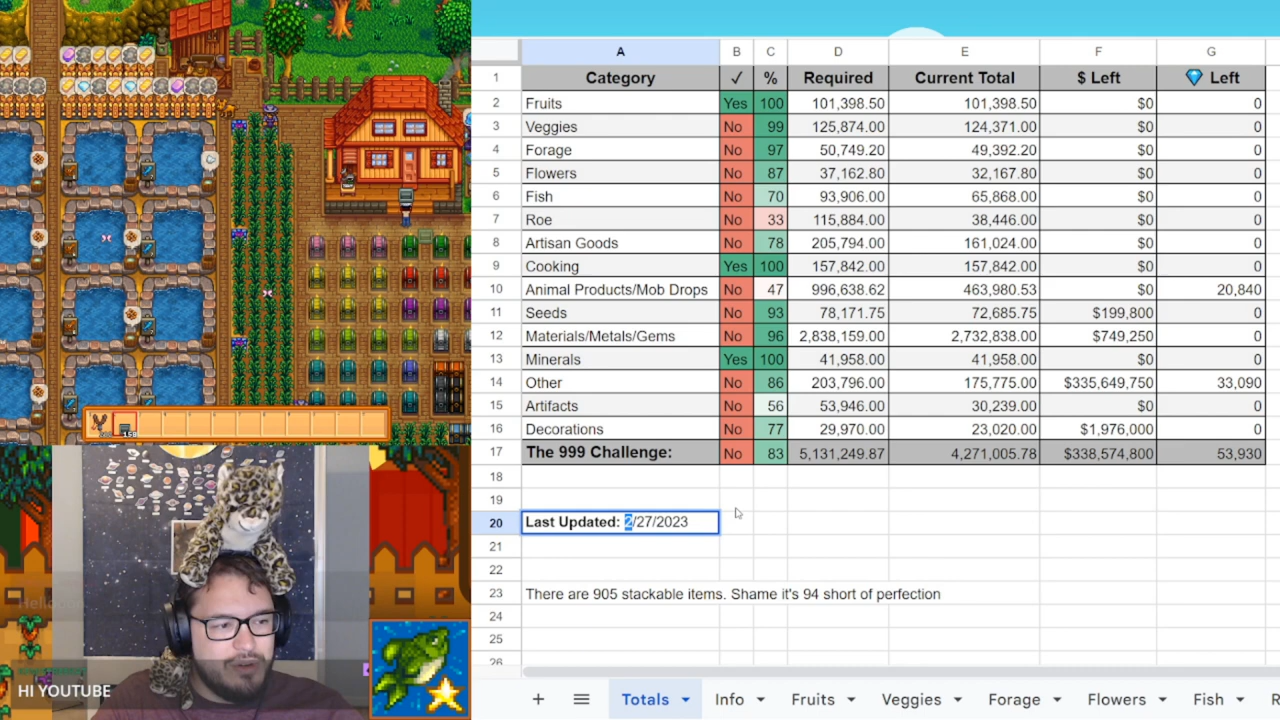 A B C D E F G
1 Category ✓ % Required Current Total $ Left 💎 Left
2 Fruits Yes 100 101,398.50 101,398.50 $0 0
3 Veggies No 99 125,874.00 124,371.00 $0 0
4 Forage No 97 50,749.20 49,392.20 $0 0
5 Flowers No 87 37,162.80 32,167.80 $0 0
6 Fish No 70 93,906.00 65,868.00 $0 0
7 Roe No 33 115,884.00 38,446.00 $0 0
8 Artisan Goods No 78 205,794.00 161,024.00 $0 0
9 Cooking Yes 100 157,842.00 157,842.00 $0 0
10 Animal Products/Mob Drops No 47 996,638.62 463,980.53 $0 20,840
11 Seeds No 93 78,171.75 72,685.75 $199,800 0
12 Materials/Metals/Gems No 96 2,838,159.00 2,732,838.00 $749,250 0
13 Minerals Yes 100 41,958.00 41,958.00 $0 0
14 Other No 86 203,796.00 175,775.00 $335,649,750 33,090
15 Artifacts No 56 53,946.00 30,239.00 $0 0
16 Decorations No 77 29,970.00 23,020.00 $1,976,000 0
17 The 999 Challenge: No 83 5,131,249.87 4,271,005.78 $338,574,800 53,930
18
19
20 Last Updated: 2/27/2023
21
22
23 There are 905 stackable items. Shame it's 94 short of perfection
24
25
26
+ Totals Info Fruits Veggies Forage Flowers Fish
158
HI YOUTUBE